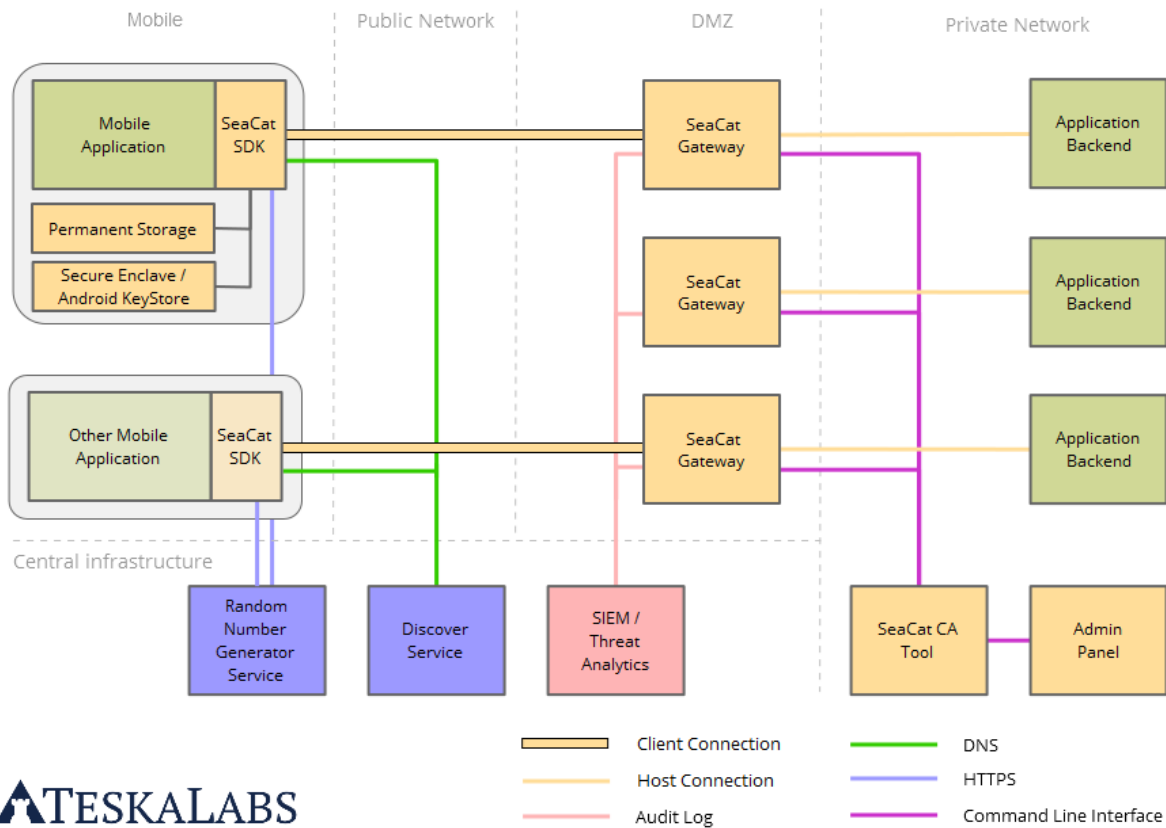 Mobile
Public Network
DMZ
Private Network
Mobile
Application
SeaCat
SDK
SeaCat
Gateway
Application
Backend
Permanent Storage
Secure Enclave /
Android KeyStore
SeaCat
Gateway
Application
Backend
Other Mobile
Application
SeaCat
SDK
SeaCat
Gateway
Application
Backend
Central infrastructure
Random
Number
Generator
Service
Discover
Service
SIEM /
Threat
Analytics
SeaCat CA
Tool
Admin
Panel
Client Connection
DNS
Host Connection
HTTPS
Audit Log
Command Line Interface
TESKALABS